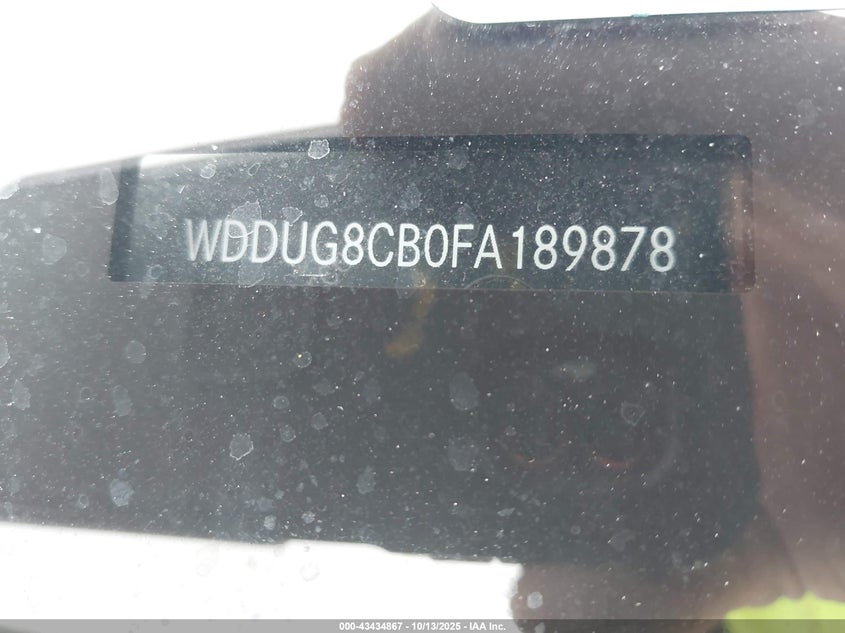 WDDUG8CB0FA189878
000-43434867 - 10/13/2025 - IAA Inc.